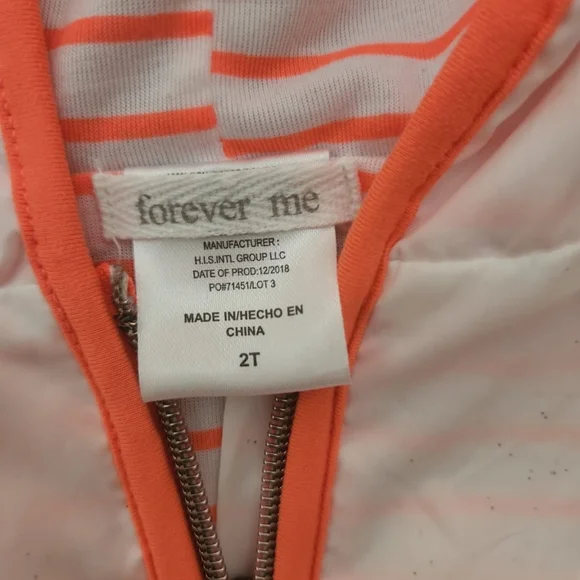 forever me
MANUFACTURER :
H.I.S.INTL GROUP LLC
DATE OF PROD:12/2018
PO#71451/LOT 3
MADE IN/HECHO EN
CHINA
2T